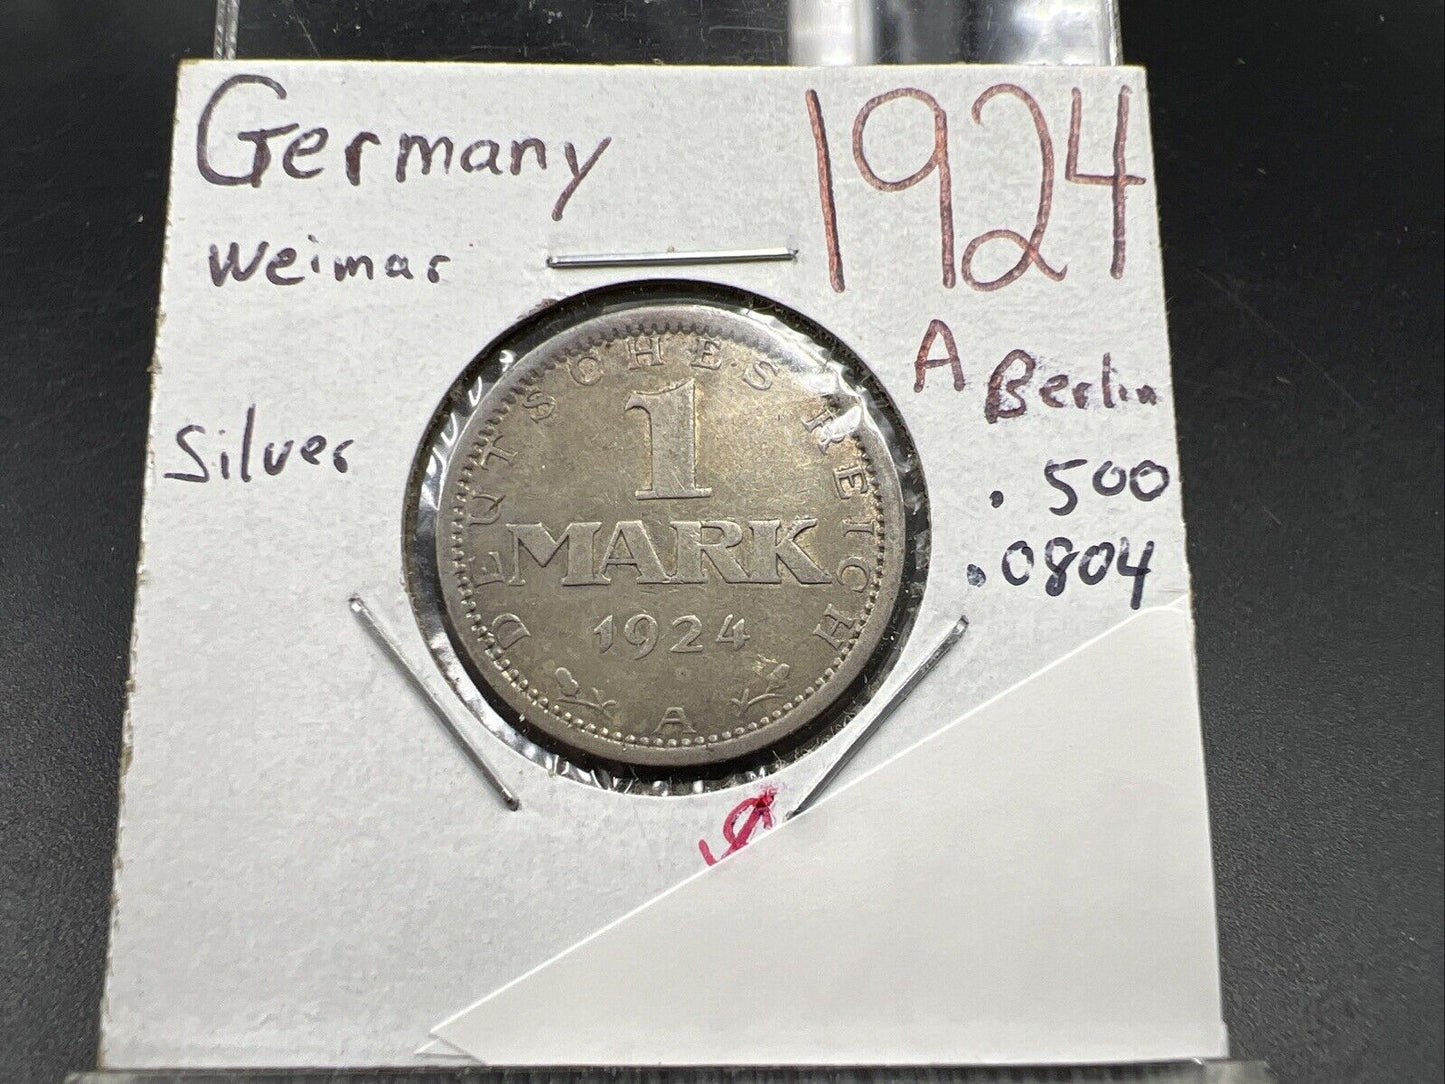 Germany
1924
Weimar
A Berlin
Silver
.500
.0804
DEUTSCHES REICH
1
MARK
1924
A